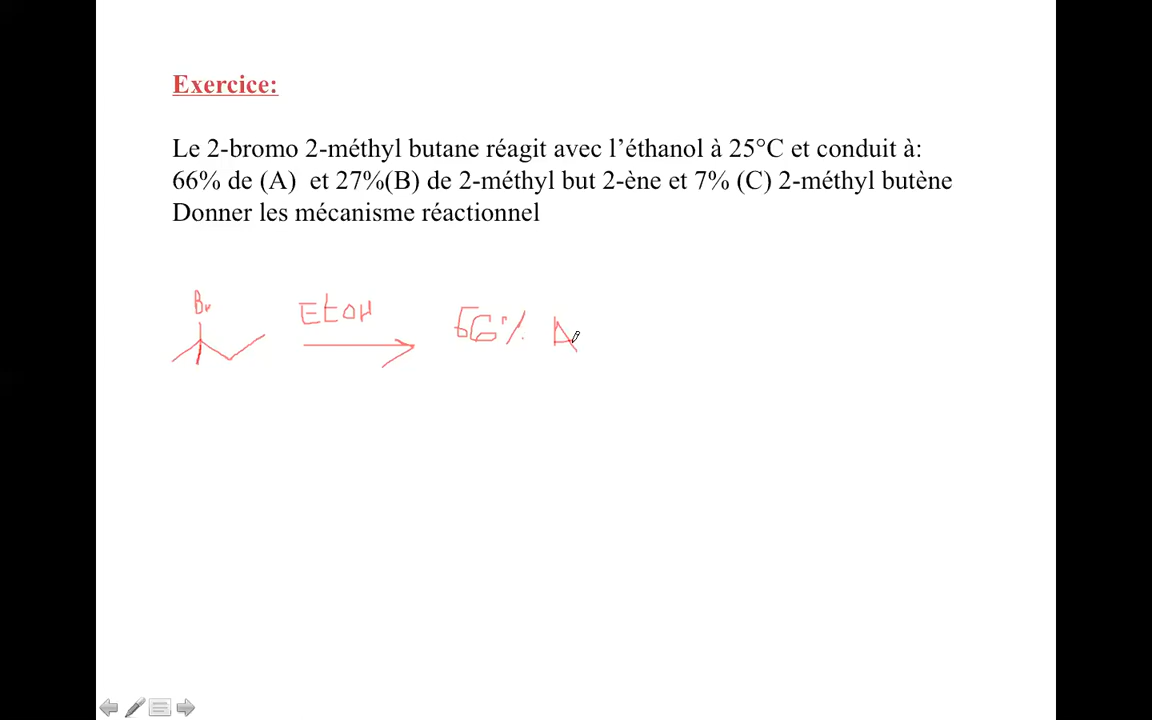 Exercice:
Le 2-bromo 2-méthyl butane réagit avec l’éthanol à 25°C et conduit à:
66% de (A) et 27%(B) de 2-méthyl but 2-ène et 7% (C) 2-méthyl butène
Donner les mécanisme réactionnel
Br
EtOH
66% A